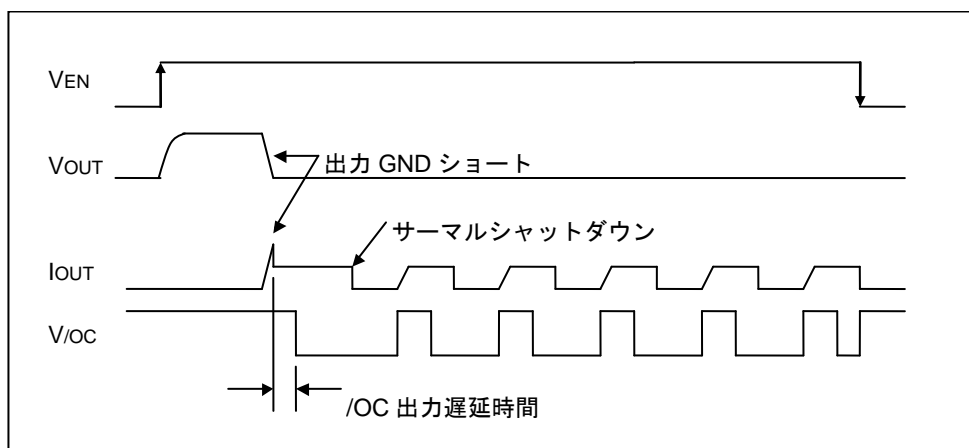 VEN
VOUT
出力 GND ショート
サーマルシャットダウン
IOUT
V/OC
/OC 出力遅延時間